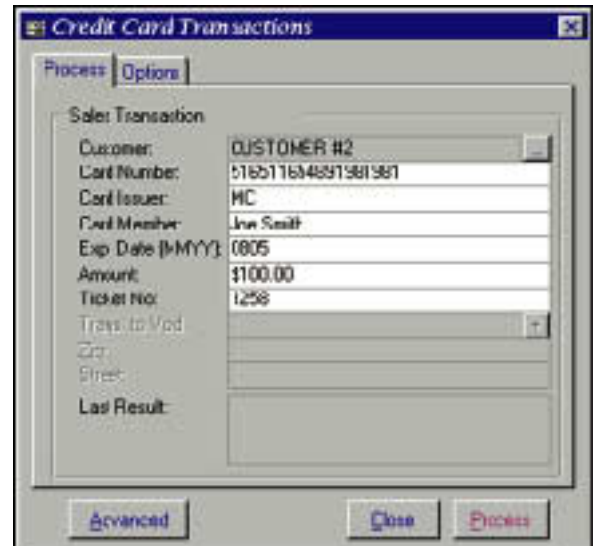 Credit Card Transactions
Process Options
Sales Transaction
Customer: CUSTOMER #2 ...
Card Number:
Card Issuer: MC
Card Member: Joe Smith
Exp Date (MMYY): 0805
Amount: $100.00
Ticket No: 1258
Trans. to Void
Zip:
Street:
Last Result:
Advanced Close Process